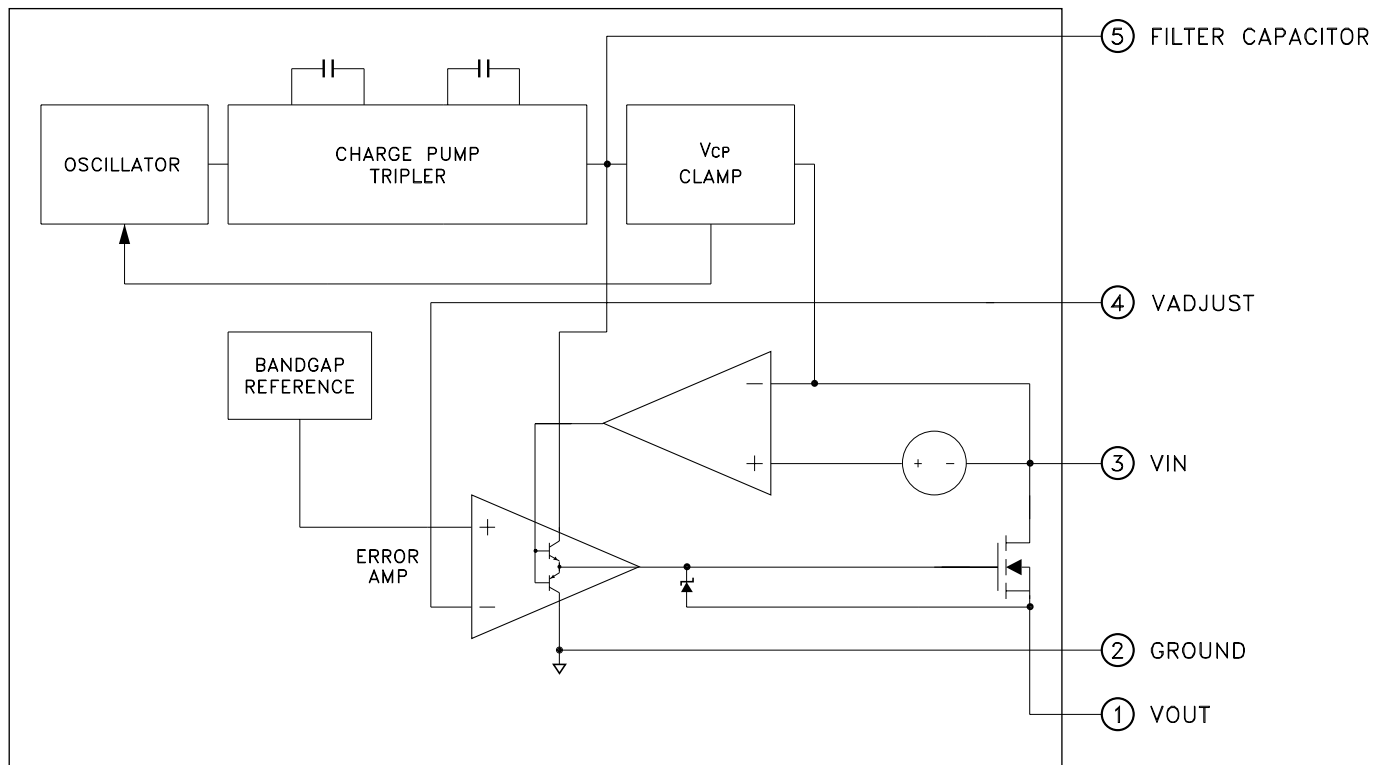 5 FILTER CAPACITOR
OSCILLATOR
CHARGE PUMP
TRIPLER
VCP
CLAMP
4 VADJUST
BANDGAP
REFERENCE
−
+
+ −
3 VIN
+
ERROR
AMP
−
2 GROUND
1 VOUT